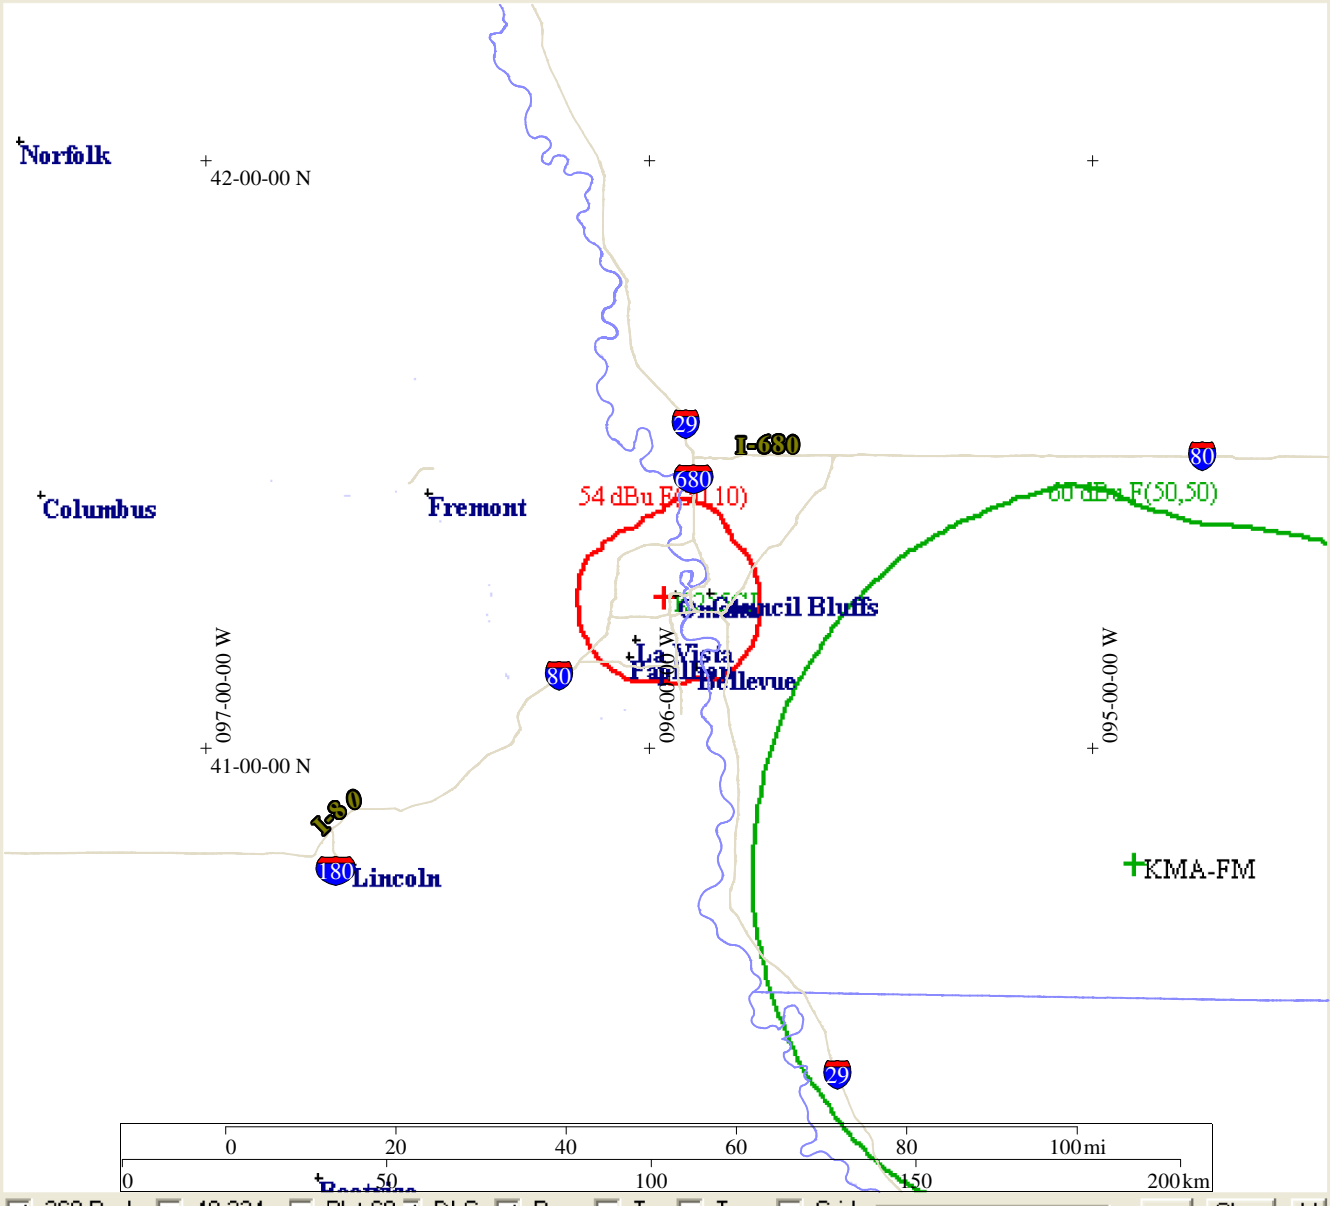 Norfolk
42-00-00 N
29
I-680
80
680
54 dBu
60 dBu F(50,50)
Columbus
Fremont
Council Bluffs
La Vista
Bellevue
80
097-00-00 W
096-00-00 W
095-00-00 W
41-00-00 N
I-80
180
Lincoln
KMA-FM
29
0 20 40 60 80 100 mi
0 50 100 150 200 km